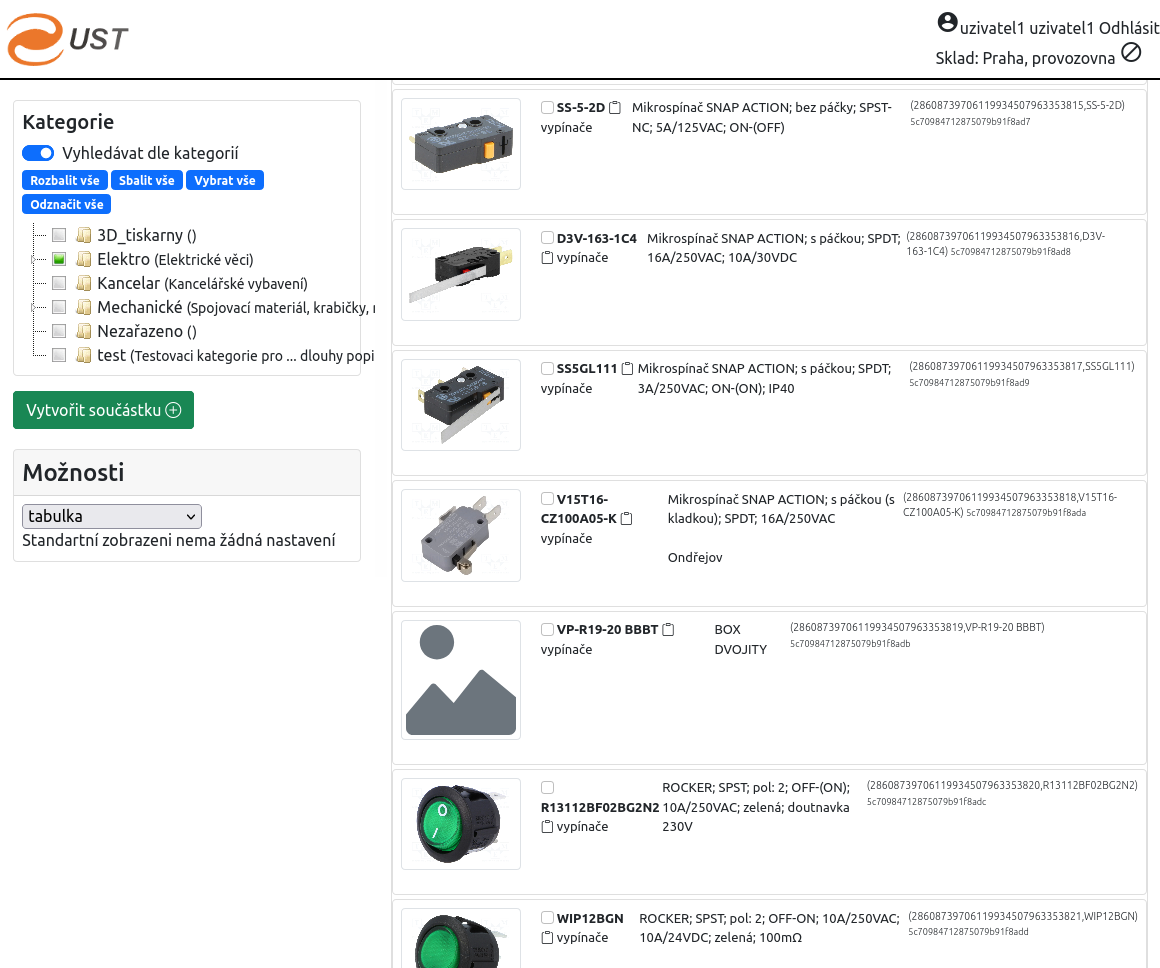 UST
uzivatel1 uzivatel1 Odhlásit
Sklad: Praha, provozovna
Kategorie
Vyhledávat dle kategorií
Rozbalit vše Sbalit vše Vybrat vše
Odznačit vše
3D_tiskarny ()
Elektro (Elektrické věci)
Kancelar (Kancelářské vybavení)
Mechanické (Spojovací materiál, krabičky,
Nezařazeno ()
test (Testovaci kategorie pro ... dlouhy popi
Vytvořit součástku
Možnosti
tabulka
Standartní zobrazeni nema žádná nastavení
SS-5-2D
vypínače
Mikrospínač SNAP ACTION; bez páčky; SPST-
NC; 5A/125VAC; ON-(OFF)
(28608739706119934507963353815,SS-5-2D)
5c70984712875079b91f8ad7
D3V-163-1C4
vypínače
Mikrospínač SNAP ACTION; s páčkou; SPDT;
16A/250VAC; 10A/30VDC
(28608739706119934507963353816,D3V-
163-1C4) 5c70984712875079b91f8ad8
SS5GL111
vypínače
Mikrospínač SNAP ACTION; s páčkou; SPDT;
3A/250VAC; ON-(ON); IP40
(28608739706119934507963353817,SS5GL111)
5c70984712875079b91f8ad9
V15T16-
CZ100A05-K
vypínače
Mikrospínač SNAP ACTION; s páčkou (s
kladkou); SPDT; 16A/250VAC
Ondřejov
(28608739706119934507963353818,V15T16-
CZ100A05-K) 5c70984712875079b91f8ada
VP-R19-20 BBBT
vypínače
BOX
DVOJITY
(28608739706119934507963353819,VP-R19-20 BBBT)
5c70984712875079b91f8adb
R13112BF02BG2N2
vypínače
ROCKER; SPST; pol: 2; OFF-(ON);
10A/250VAC; zelená; doutnavka
230V
(28608739706119934507963353820,R13112BF02BG2N2)
5c70984712875079b91f8adc
WIP12BGN
vypínače
ROCKER; SPST; pol: 2; OFF-ON; 10A/250VAC;
10A/24VDC; zelená; 100mΩ
(28608739706119934507963353821,WIP12BGN)
5c70984712875079b91f8add